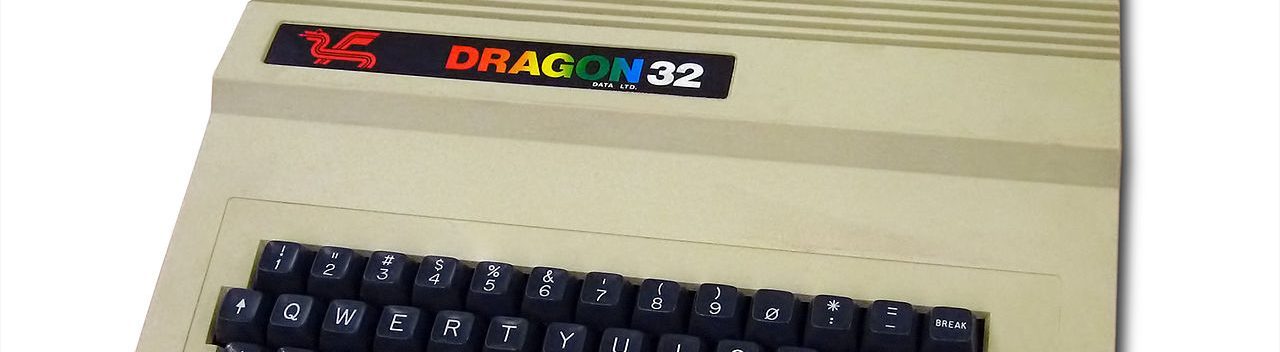 DRAGON 32
DATA LTD.
! " # $ % & ' ( ) * =
1 2 3 4 5 6 7 8 9 Ø : - BREAK
↑ Q W E R T Y U